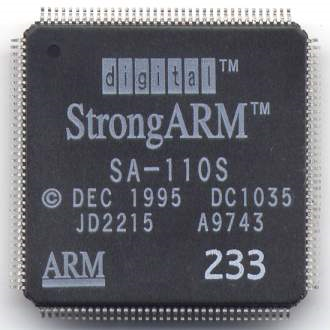 digital™
StrongARM™
SA-110S
© DEC 1995 DC1035
JD2215 A9743
ARM 233